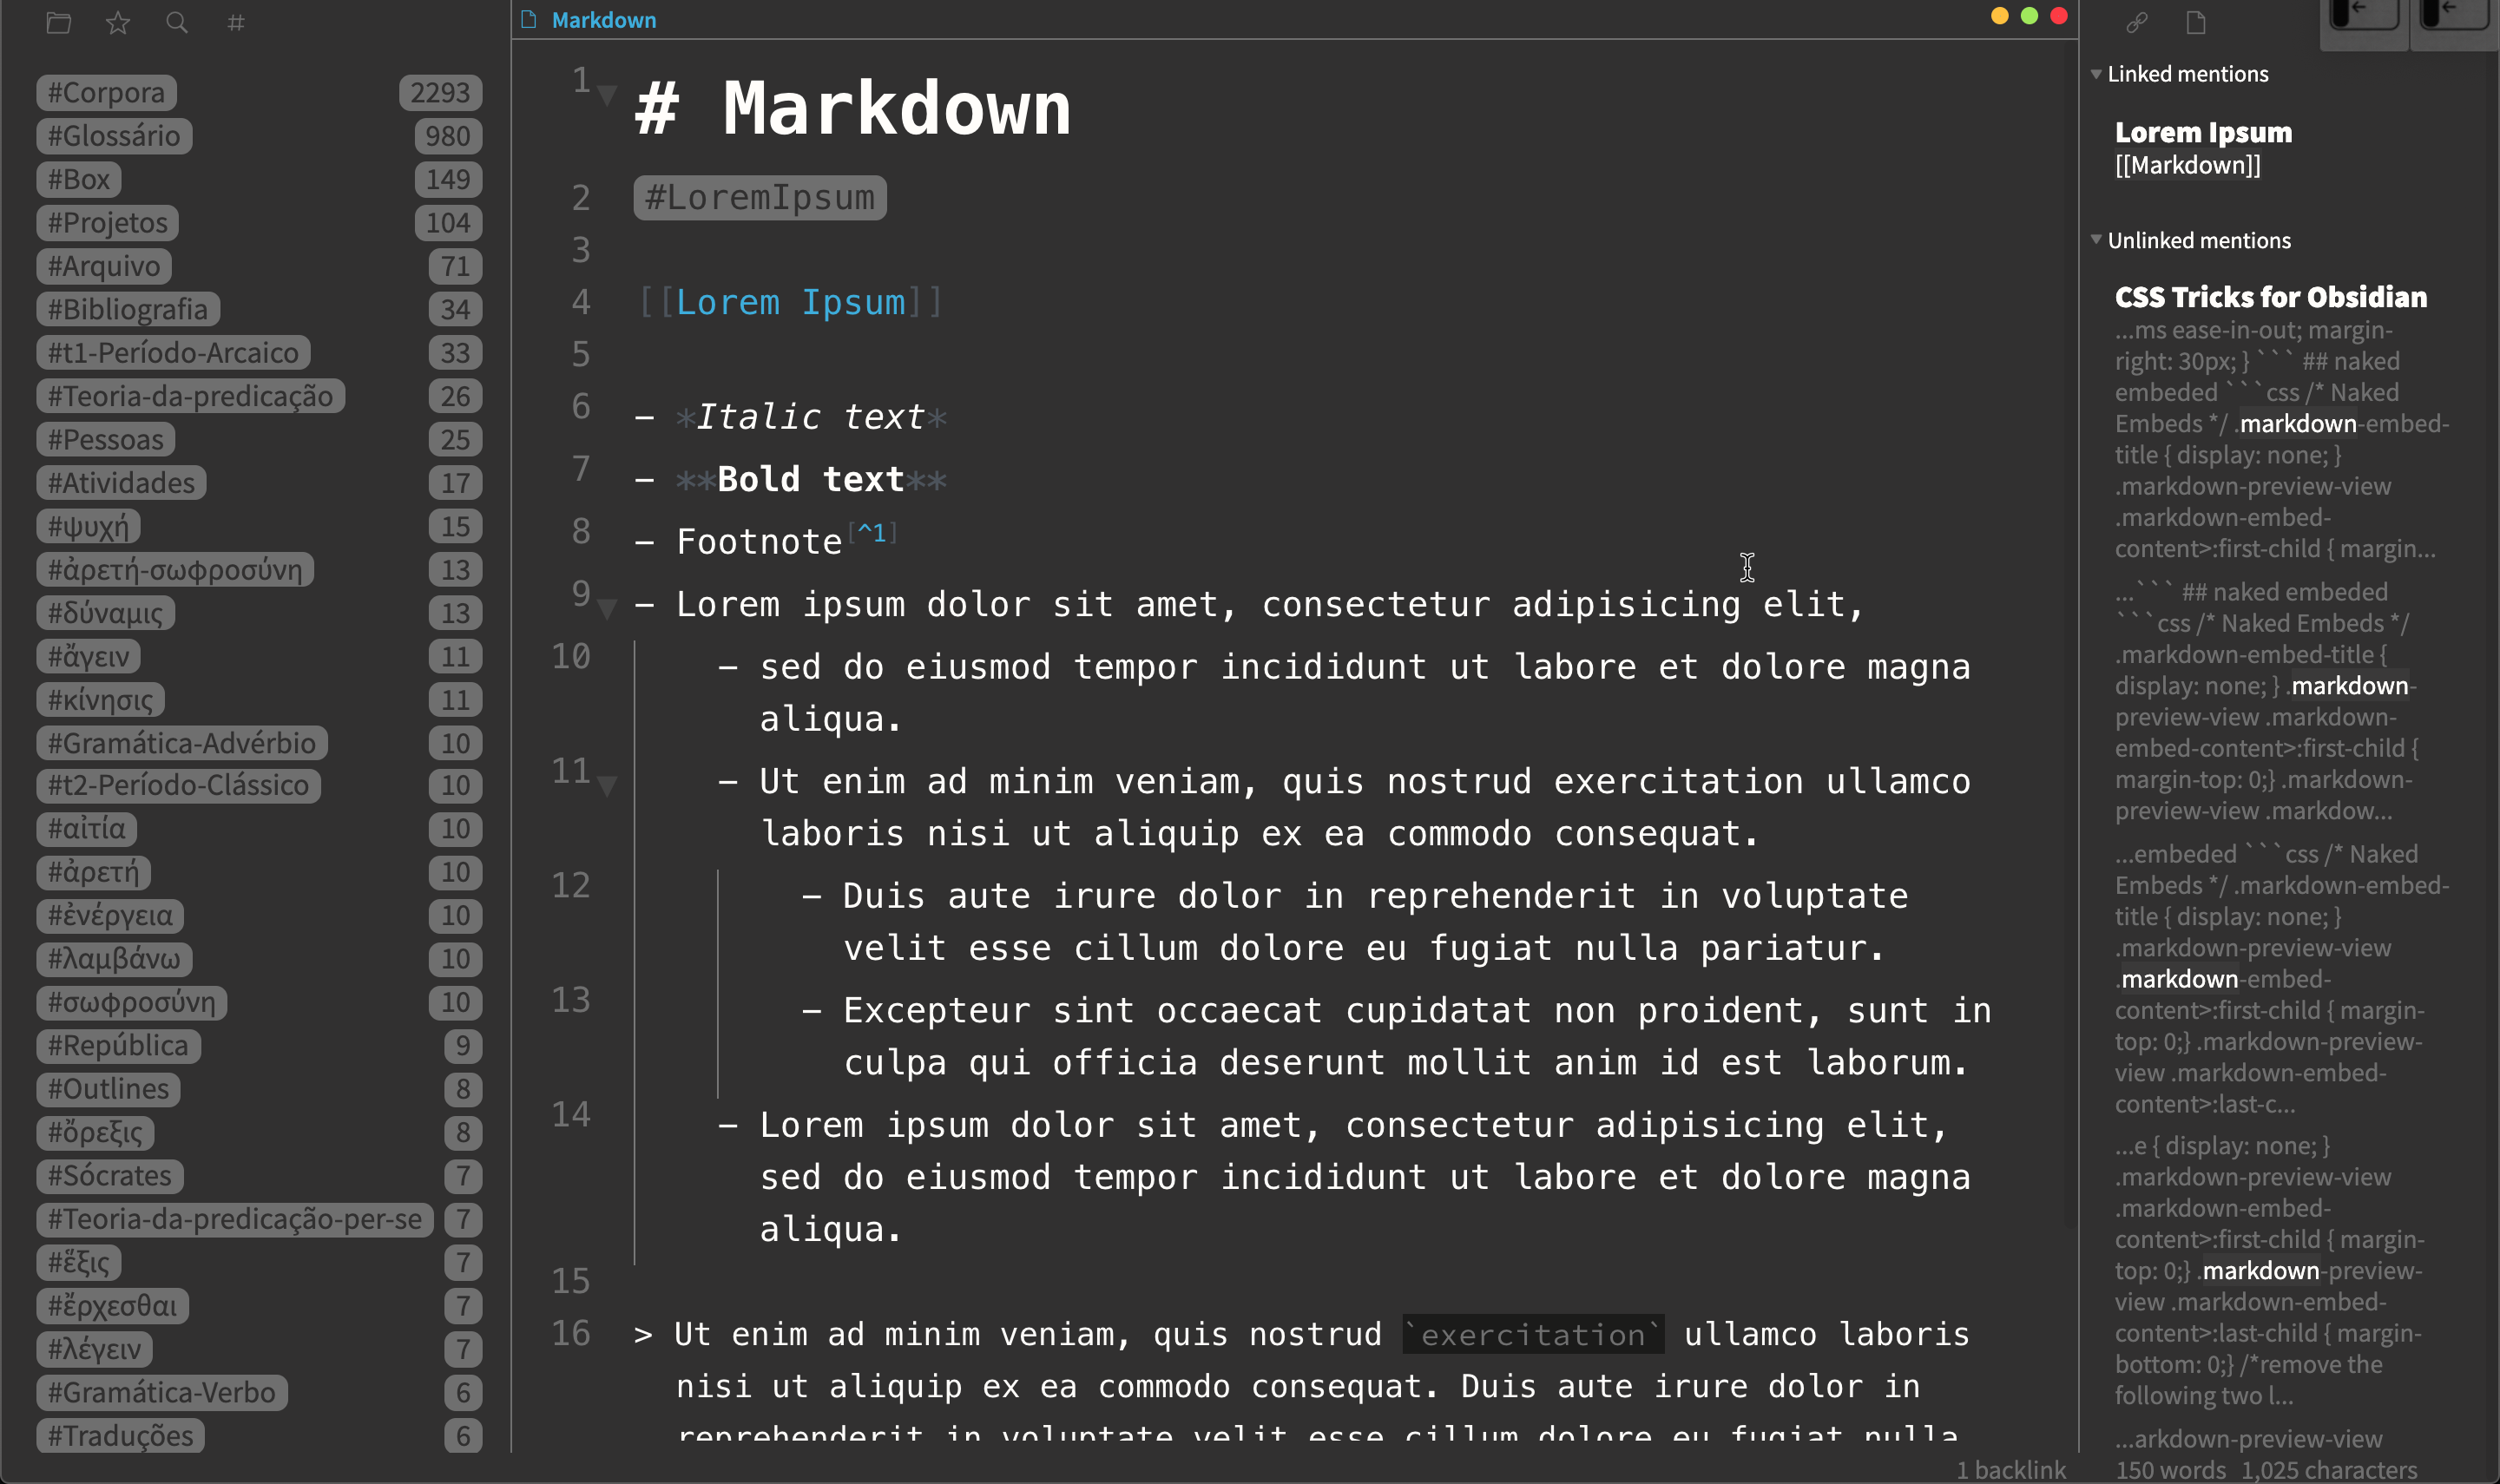 #Corpora 2293
#Glossário 980
#Box 149
#Projetos 104
#Arquivo 71
#Bibliografia 34
#t1-Período-Arcaico 33
#Teoria-da-predicação 26
#Pessoas 25
#Atividades 17
#ψυχή 15
#ἀρετή-σωφροσύνη 13
#δύναμις 13
#ἄγειν 11
#κίνησις 11
#Gramática-Advérbio 10
#t2-Período-Clássico 10
#αἰτία 10
#ἀρετή 10
#ἐνέργεια 10
#λαμβάνω 10
#σωφροσύνη 10
#República 9
#Outlines 8
#ὄρεξις 8
#Sócrates 7
#Teoria-da-predicação-per-se 7
#ἕξις 7
#ἔρχεσθαι 7
#λέγειν 7
#Gramática-Verbo 6
#Traduções 6
Markdown
1 # Markdown
2 #LoremIpsum
3
4 [[Lorem Ipsum]]
5
6 – *Italic text*
7 – **Bold text**
8 – Footnote[^1]
9 – Lorem ipsum dolor sit amet, consectetur adipisicing elit,
10 – sed do eiusmod tempor incididunt ut labore et dolore magna
aliqua.
11 – Ut enim ad minim veniam, quis nostrud exercitation ullamco
laboris nisi ut aliquip ex ea commodo consequat.
12 – Duis aute irure dolor in reprehenderit in voluptate
velit esse cillum dolore eu fugiat nulla pariatur.
13 – Excepteur sint occaecat cupidatat non proident, sunt in
culpa qui officia deserunt mollit anim id est laborum.
14 – Lorem ipsum dolor sit amet, consectetur adipisicing elit,
sed do eiusmod tempor incididunt ut labore et dolore magna
aliqua.
15
16 > Ut enim ad minim veniam, quis nostrud `exercitation` ullamco laboris
nisi ut aliquip ex ea commodo consequat. Duis aute irure dolor in
reprehenderit in voluptate velit esse cillum dolore eu fugiat nulla
Linked mentions
Lorem Ipsum
[[Markdown]]
Unlinked mentions
CSS Tricks for Obsidian
...ms ease-in-out; margin-
right: 30px; } ``` ## naked
embeded ```css /* Naked
Embeds */ .markdown-embed-
title { display: none; }
.markdown-preview-view
.markdown-embed-
content>:first-child { margin...
...``` ## naked embeded
```css /* Naked Embeds */
.markdown-embed-title {
display: none; } .markdown-
preview-view .markdown-
embed-content>:first-child {
margin-top: 0;} .markdown-
preview-view .markdow...
...embeded ```css /* Naked
Embeds */ .markdown-embed-
title { display: none; }
.markdown-preview-view
.markdown-embed-
content>:first-child { margin-
top: 0;} .markdown-preview-
view .markdown-embed-
content>:last-c...
...e { display: none; }
.markdown-preview-view
.markdown-embed-
content>:first-child { margin-
top: 0;} .markdown-preview-
view .markdown-embed-
content>:last-child { margin-
bottom: 0;} /*remove the
following two l...
...arkdown-preview-view
1 backlink 150 words 1,025 characters